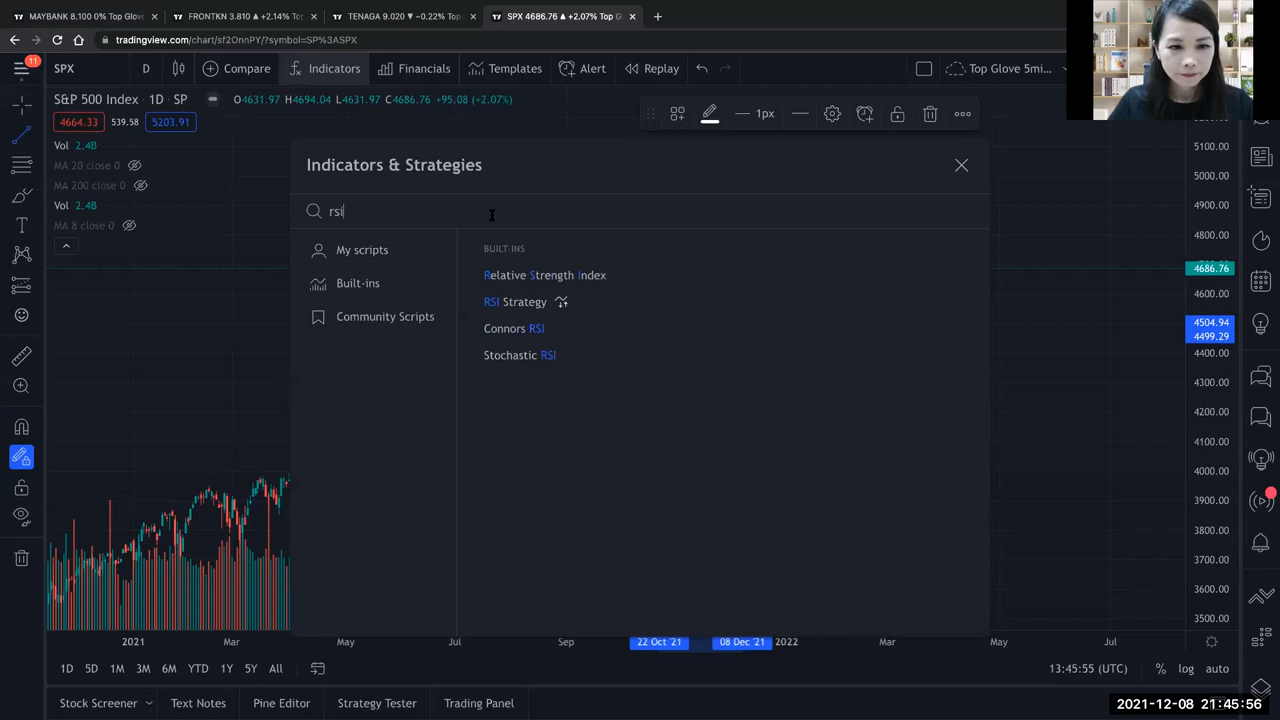 MAYBANK 8.100 0% Top Glove
FRONTKN 3.810 ▲ +2.14% Top
TENAGA 9.020 ▼ −0.22% Top
SPX 4686.76 ▲ +2.07% Top Gl
tradingview.com/chart/sf2OnnPY/?symbol=SP%3ASPX
11
SPX
D
Compare
Indicators
Financia
Templa
Alert
Replay
Top Glove 5mi...
S&P 500 Index 1D SP
O4631.97 H4694.04 L4631.97 C4686.76 +95.08 (+2.07%)
4664.33 539.58 5203.91
1px
Vol 2.4B
MA 20 close 0
MA 200 close 0
Vol 2.4B
MA 8 close 0
Indicators & Strategies
rsi
My scripts
Built-ins
Community Scripts
BUILT-INS
Relative Strength Index
RSI Strategy
Connors RSI
Stochastic RSI
5100.00
5000.00
4900.00
4800.00
4686.76
4600.00
4504.94
4499.29
4400.00
4300.00
4200.00
4100.00
4000.00
3900.00
3800.00
3700.00
3600.00
3500.00
2021
Mar
May
Jul
Sep
22 Oct '21
08 Dec '21
2022
Mar
May
Jul
1D 5D 1M 3M 6M YTD 1Y 5Y All
13:45:55 (UTC)
% log auto
Stock Screener
Text Notes
Pine Editor
Strategy Tester
Trading Panel
2021-12-08 21:45:56